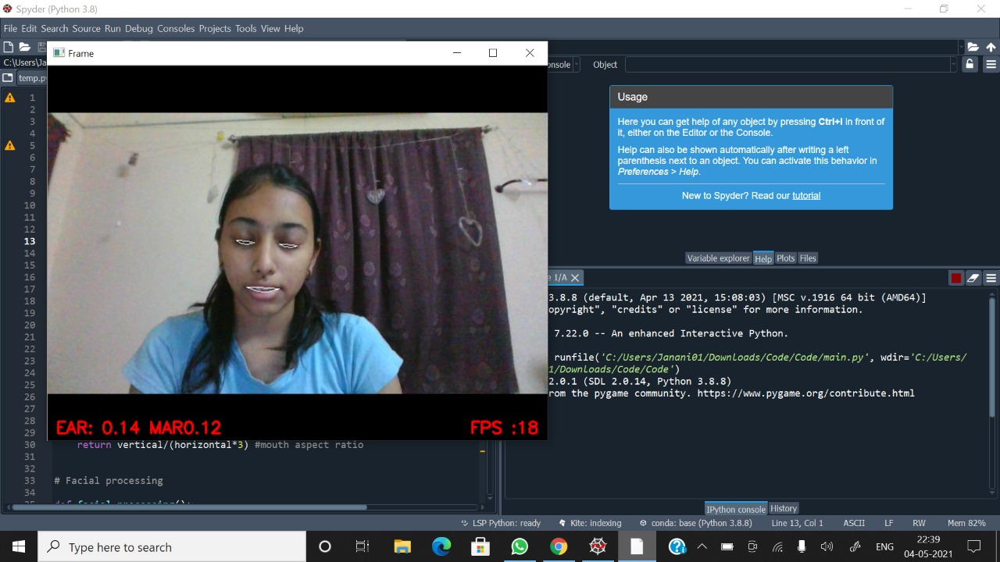 Spyder (Python 3.8)
File Edit Search Source Run Debug Consoles Projects Tools View Help
Frame
C:\Users\Ja
onsole
Object
temp.p
1
2
3
4
5
6
7
8
9
10
11
12
13
14
15
16
17
18
19
20
21
22
23
24
25
26
27
28
29
30 return vertical/(horizontal*3) #mouth aspect ratio
31
32
33 # Facial processing
34
EAR: 0.14 MAR0.12
FPS :18
Usage
Here you can get help of any object by pressing Ctrl+I in front of
it, either on the Editor or the Console.
Help can also be shown automatically after writing a left
parenthesis next to an object. You can activate this behavior in
Preferences > Help.
New to Spyder? Read our tutorial
Variable explorer Help Plots Files
e 1/A
3.8.8 (default, Apr 13 2021, 15:08:03) [MSC v.1916 64 bit (AMD64)]
opyright", "credits" or "license" for more information.
7.22.0 -- An enhanced Interactive Python.
runfile('C:/Users/Janani01/Downloads/Code/Code/main.py', wdir='C:/Users/
1/Downloads/Code/Code')
2.0.1 (SDL 2.0.14, Python 3.8.8)
rom the pygame community. https://www.pygame.org/contribute.html
IPython console History
LSP Python: ready Kite: indexing conda: base (Python 3.8.8) Line 13, Col 1 ASCII LF RW Mem 82%
Type here to search
ENG
22:39
04-05-2021